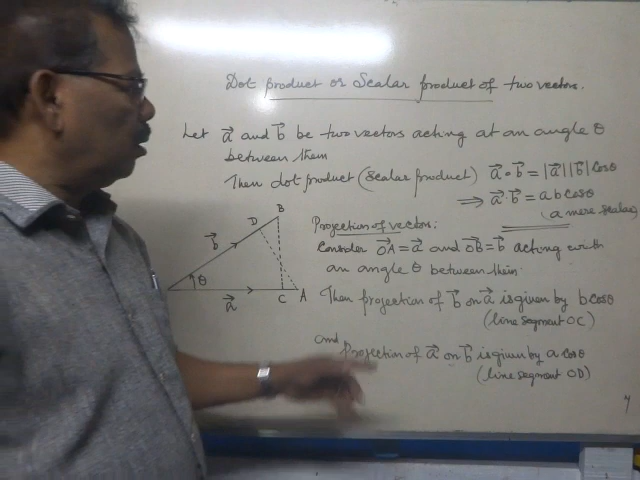 Dot product or Scalar product of two vectors.
Let a⃗ and b⃗ be two vectors acting at an angle θ
between them
Then dot product (scalar product) a⃗ • b⃗ = |a⃗||b⃗|cosθ
⟹ a⃗ · b⃗ = ab cosθ
(a mere scalar)
Projection of vectors:
Consider OA⃗ = a⃗ and OB⃗ = b⃗ acting with
an angle θ between them.
Then projection of b⃗ on a⃗ is given by b cosθ
(line segment OC)
and
Projection of a⃗ on b⃗ is given by a cosθ
(line segment OD)
B
D
b⃗
θ
a⃗
C A